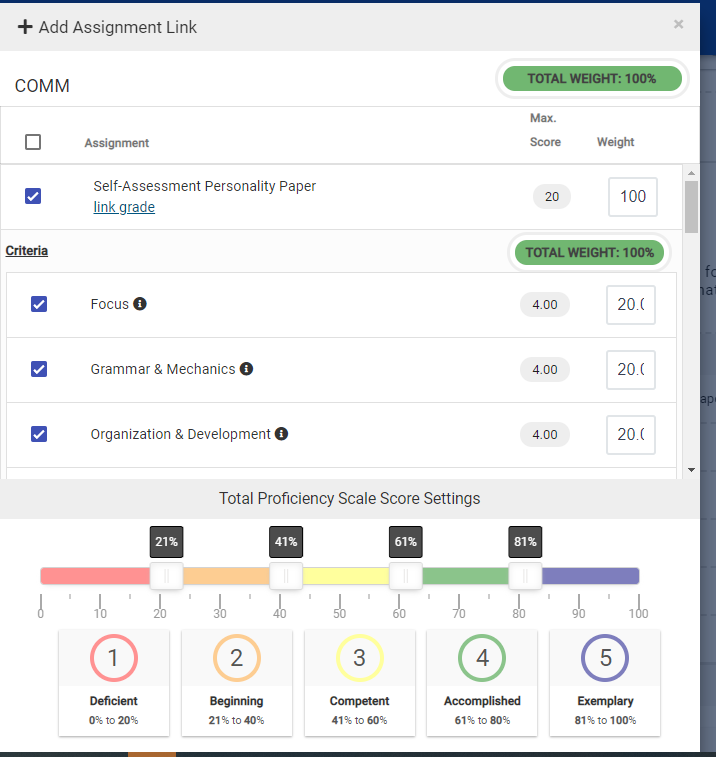 + Add Assignment Link ×
COMM TOTAL WEIGHT: 100%
Max.
Assignment Score Weight
Self-Assessment Personality Paper 20 100
link grade
Criteria TOTAL WEIGHT: 100%
Focus 4.00 20.
Grammar & Mechanics 4.00 20.
Organization & Development 4.00 20.
Total Proficiency Scale Score Settings
21% 41% 61% 81%
0 10 20 30 40 50 60 70 80 90 100
1 2 3 4 5
Deficient Beginning Competent Accomplished Exemplary
0% to 20% 21% to 40% 41% to 60% 61% to 80% 81% to 100%